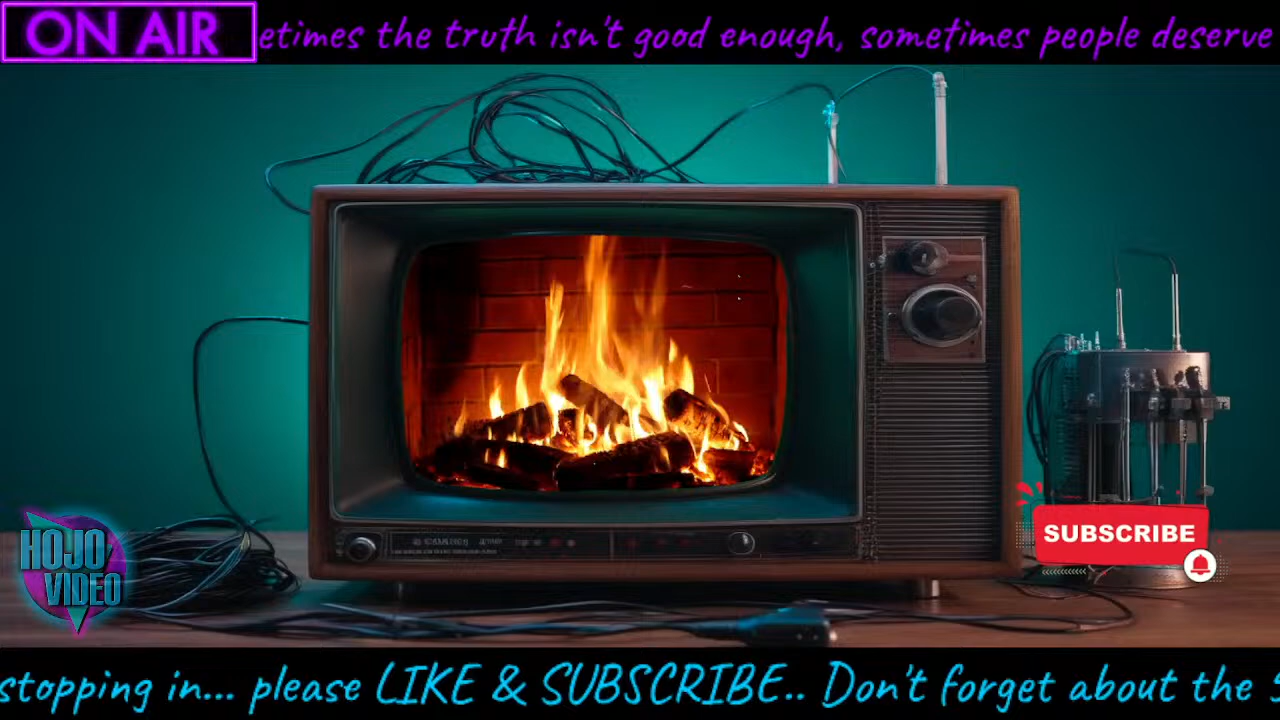 ON AIR
etimes the truth isn't good enough, sometimes people deserve
HOJO
VIDEO
SUBSCRIBE
stopping in... please LIKE & SUBSCRIBE.. Don't forget about the S